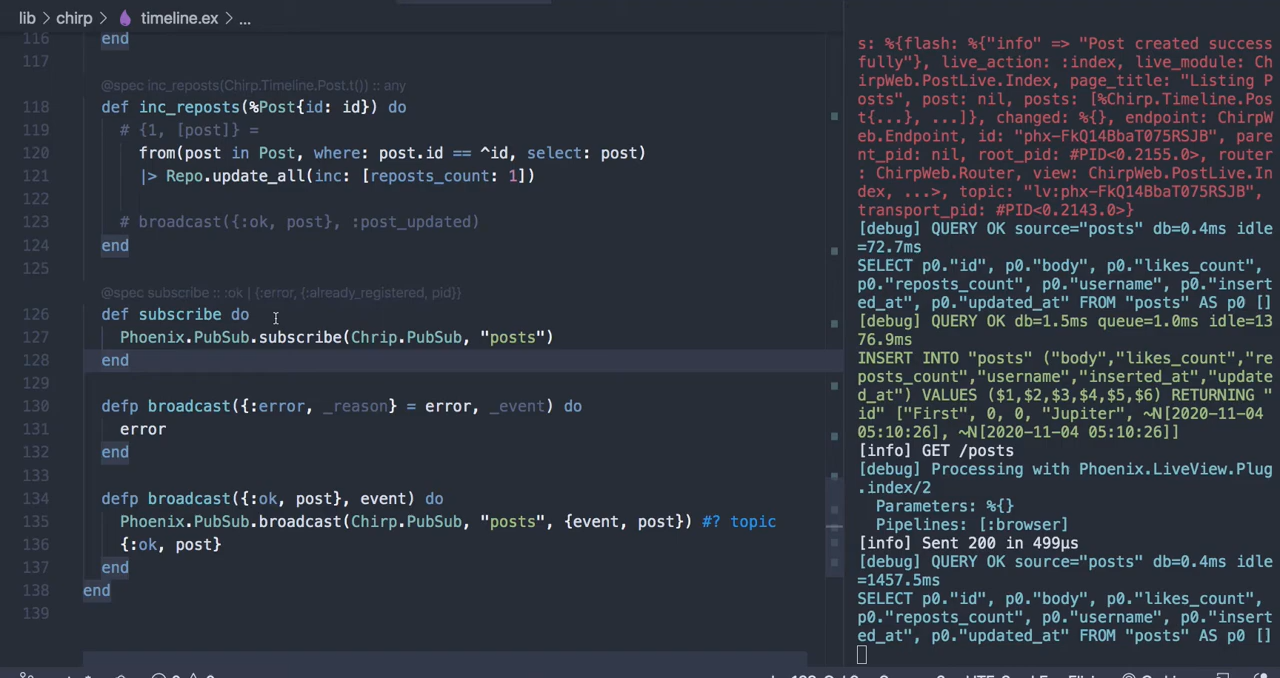 lib > chirp > timeline.ex > ...
116 end
117
@spec inc_reposts(Chirp.Timeline.Post.t()) :: any
118 def inc_reposts(%Post{id: id}) do
119 # {1, [post]} =
120 from(post in Post, where: post.id == ^id, select: post)
121 |> Repo.update_all(inc: [reposts_count: 1])
122
123 # broadcast({:ok, post}, :post_updated)
124 end
125
@spec subscribe :: :ok | {:error, {:already_registered, pid}}
126 def subscribe do
127 Phoenix.PubSub.subscribe(Chrip.PubSub, "posts")
128 end
129
130 defp broadcast({:error, _reason} = error, _event) do
131 error
132 end
133
134 defp broadcast({:ok, post}, event) do
135 Phoenix.PubSub.broadcast(Chirp.PubSub, "posts", {event, post}) #? topic
136 {:ok, post}
137 end
138 end
139
s: %{flash: %{"info" => "Post created success
fully"}, live_action: :index, live_module: Ch
irpWeb.PostLive.Index, page_title: "Listing P
osts", post: nil, posts: [%Chirp.Timeline.Pos
t{...}, ...]}, changed: %{}, endpoint: ChirpW
eb.Endpoint, id: "phx-FkQ14BbaT075RSJB", pare
nt_pid: nil, root_pid: #PID<0.2155.0>, router
: ChirpWeb.Router, view: ChirpWeb.PostLive.In
dex, ...>, topic: "lv:phx-FkQ14BbaT075RSJB",
transport_pid: #PID<0.2143.0>}
[debug] QUERY OK source="posts" db=0.4ms idle
=72.7ms
SELECT p0."id", p0."body", p0."likes_count",
p0."reposts_count", p0."username", p0."insert
ed_at", p0."updated_at" FROM "posts" AS p0 []
[debug] QUERY OK db=1.5ms queue=1.0ms idle=13
76.9ms
INSERT INTO "posts" ("body","likes_count","re
posts_count","username","inserted_at","update
d_at") VALUES ($1,$2,$3,$4,$5,$6) RETURNING "
id" ["First", 0, 0, "Jupiter", ~N[2020-11-04
05:10:26], ~N[2020-11-04 05:10:26]]
[info] GET /posts
[debug] Processing with Phoenix.LiveView.Plug
.index/2
Parameters: %{}
Pipelines: [:browser]
[info] Sent 200 in 499µs
[debug] QUERY OK source="posts" db=0.4ms idle
=1457.5ms
SELECT p0."id", p0."body", p0."likes_count",
p0."reposts_count", p0."username", p0."insert
ed_at", p0."updated_at" FROM "posts" AS p0 []